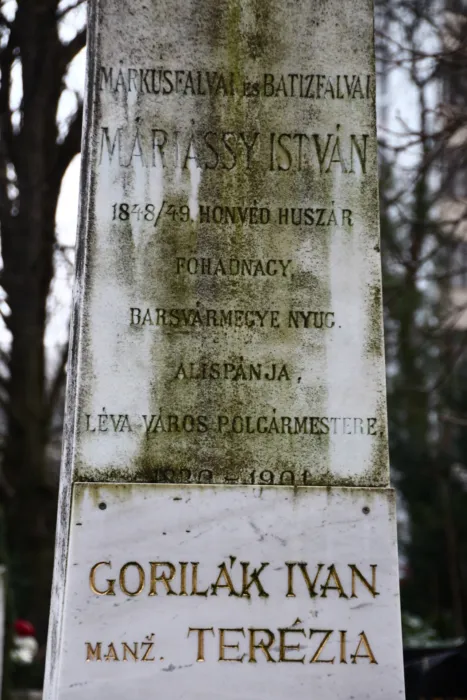 MÁRKUSFALVAI és BATIZFALVAI
MÁRIÁSSY ISTVÁN
1848/49. HONVÉD HUSZÁR
FŐHADNAGY,
BARSVÁRMEGYE NYUG.
ALISPÁNJA,
LÉVA VÁROS POLGÁRMESTERE.
1901
GORILÁK IVAN
MANŽ. TERÉZIA